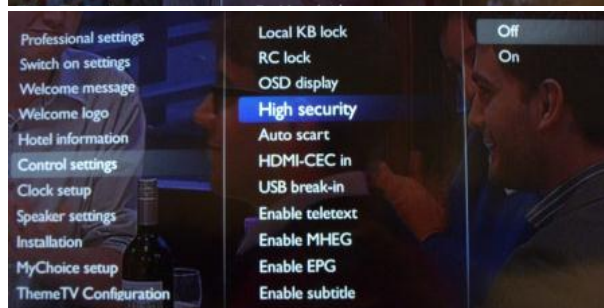 Professional settings
Switch on settings
Welcome message
Welcome logo
Hotel information
Control settings
Clock setup
Speaker settings
Installation
MyChoice setup
ThemeTV Configuration
Local KB lock
RC lock
OSD display
High security
Auto scart
HDMI-CEC in
USB break-in
Enable teletext
Enable MHEG
Enable EPG
Enable subtitle
Off
On